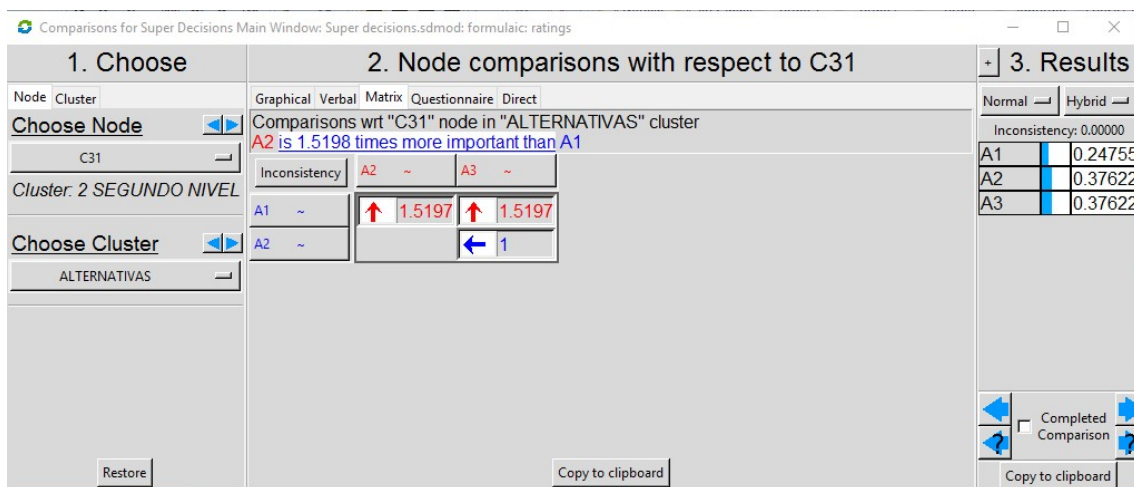 Comparisons for Super Decisions Main Window: Super decisions.sdmod: formulaic: ratings
1. Choose
2. Node comparisons with respect to C31
+ 3. Results
Node Cluster
Graphical Verbal Matrix Questionnaire Direct
Normal Hybrid
Choose Node
Comparisons wrt "C31" node in "ALTERNATIVAS" cluster
A2 is 1.5198 times more important than A1
Inconsistency: 0.00000
C31
Cluster: 2 SEGUNDO NIVEL
Inconsistency A2 ~ A3 ~
A1 ~ 1.5197 1.5197
A2 ~ 1
A1 0.24755
A2 0.37622
A3 0.37622
Choose Cluster
ALTERNATIVAS
Completed
Comparison
? ?
Restore
Copy to clipboard
Copy to clipboard